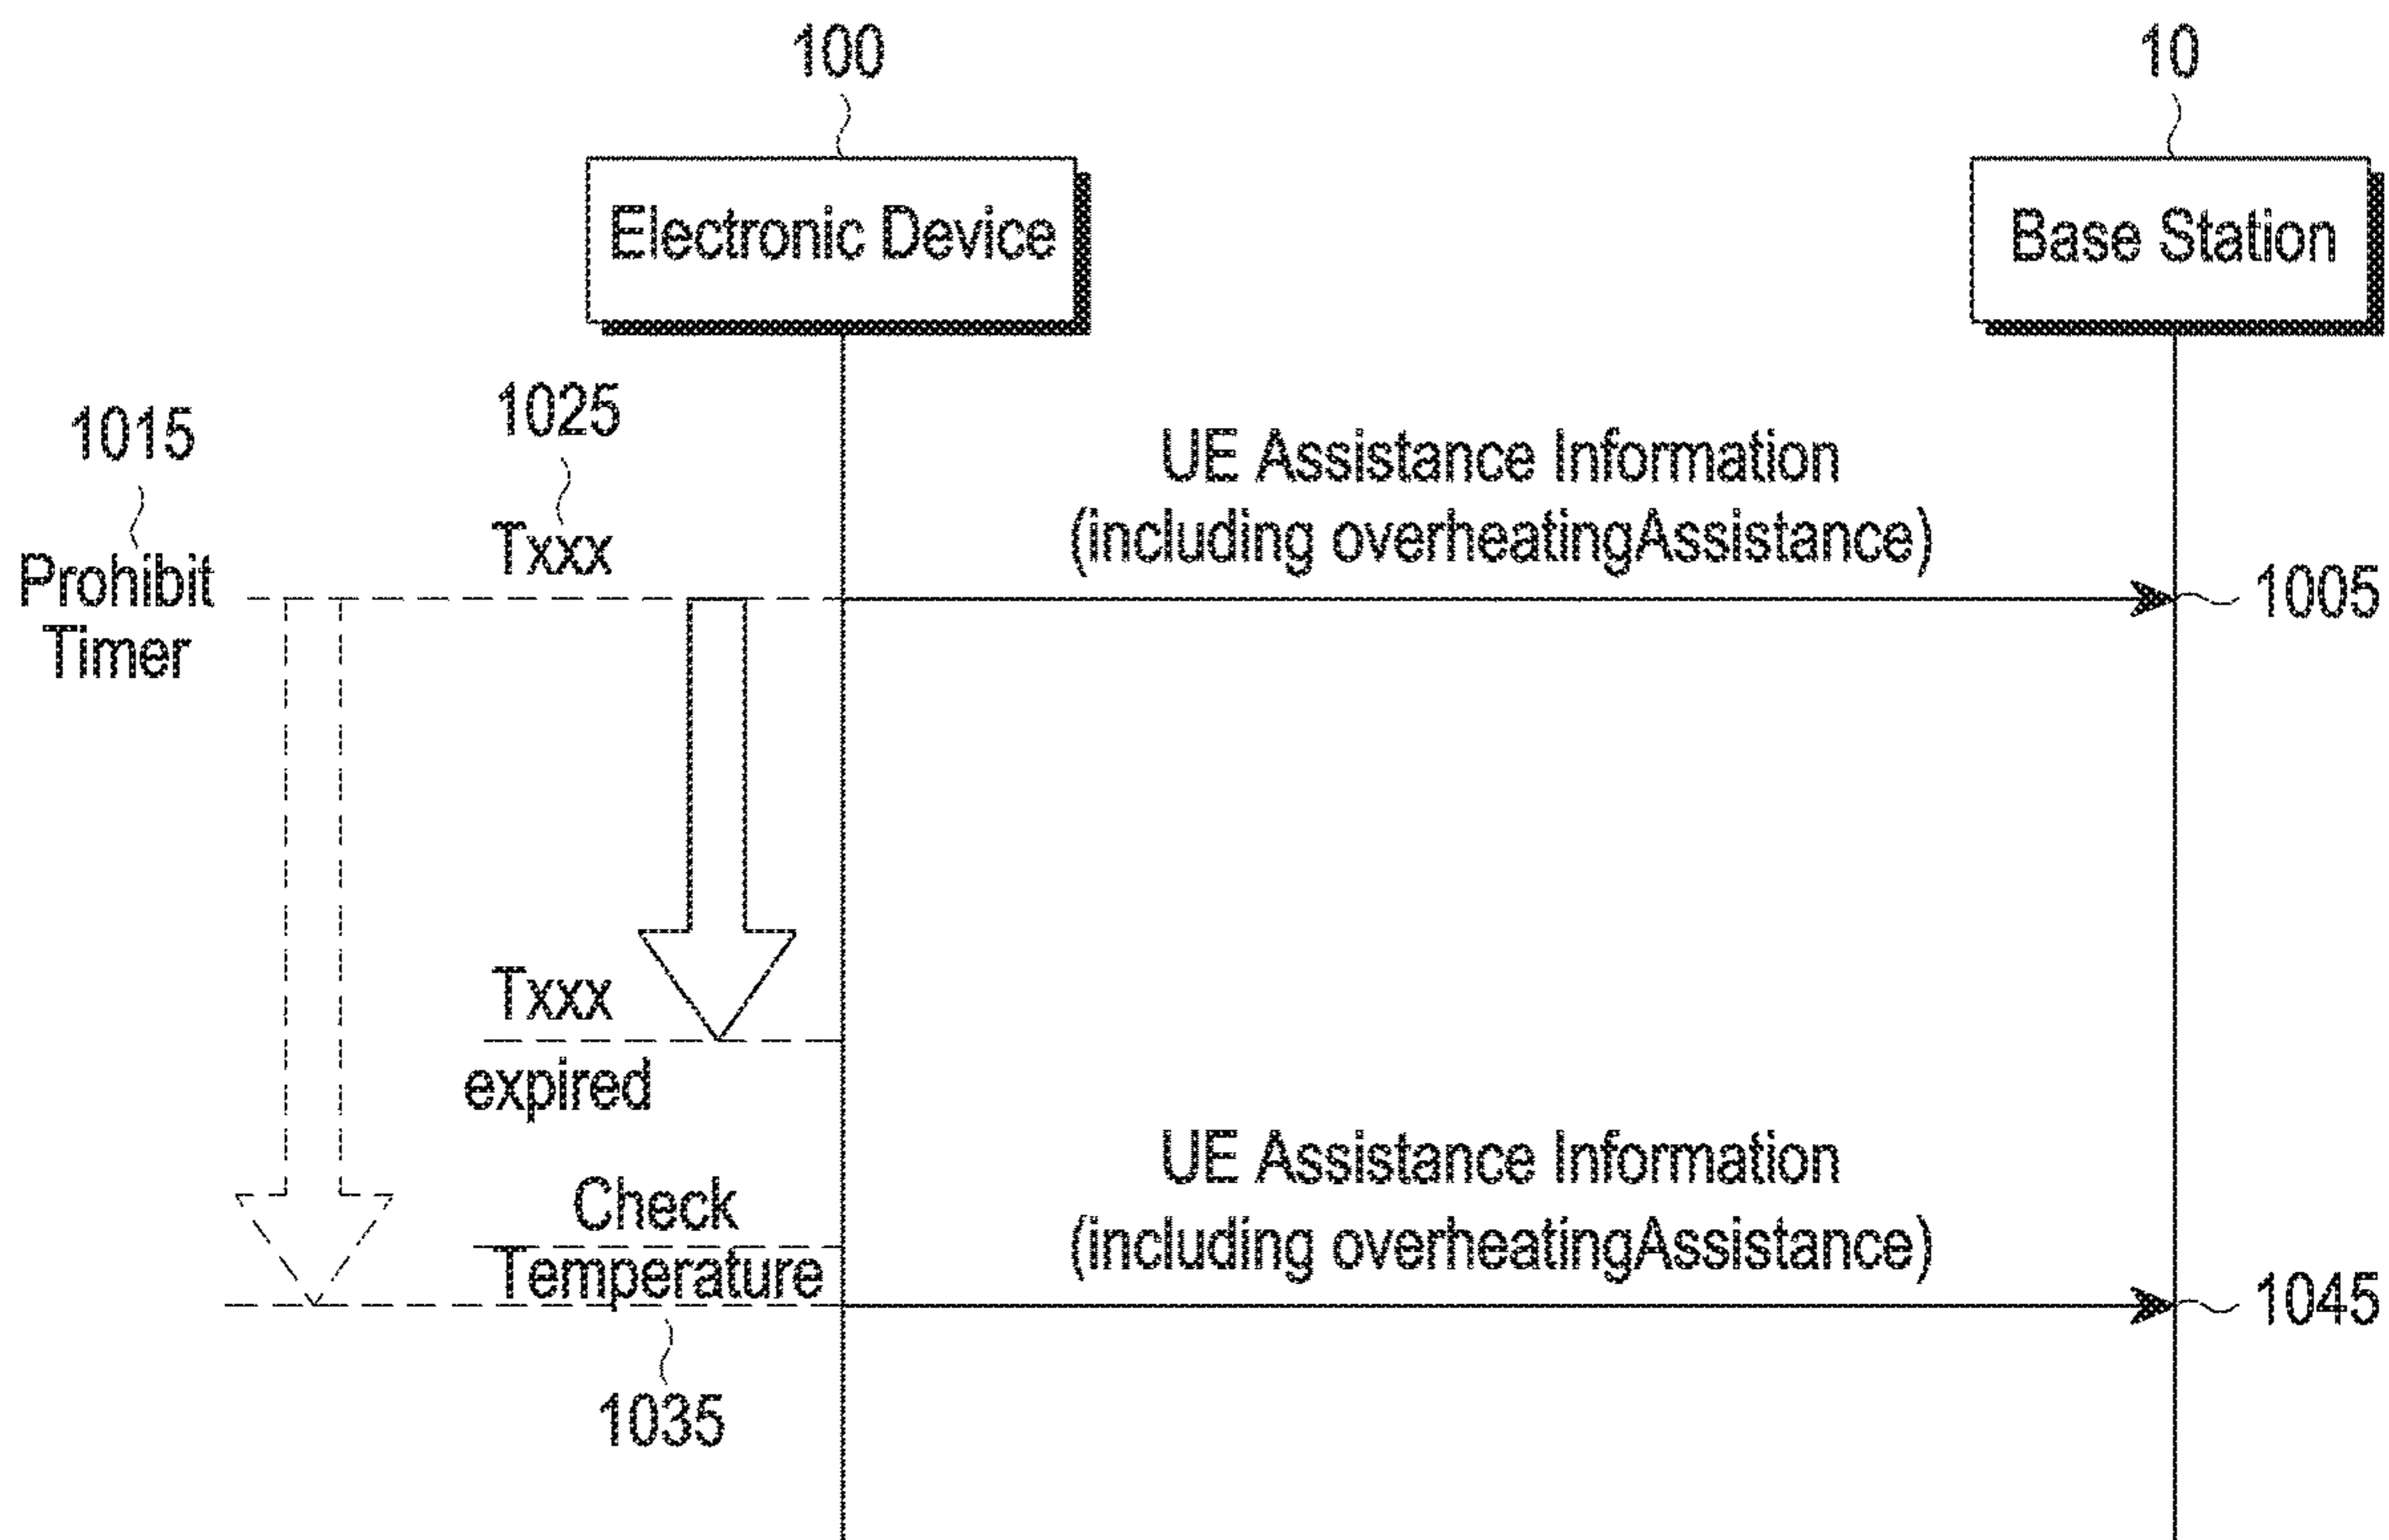 100
10
Electronic Device
Base Station
1015
1025
Prohibit
Timer
Txxx
UE Assistance Information
(including overheatingAssistance)
1005
Txxx
expired
Check
Temperature
UE Assistance Information
(including overheatingAssistance)
1045
1035